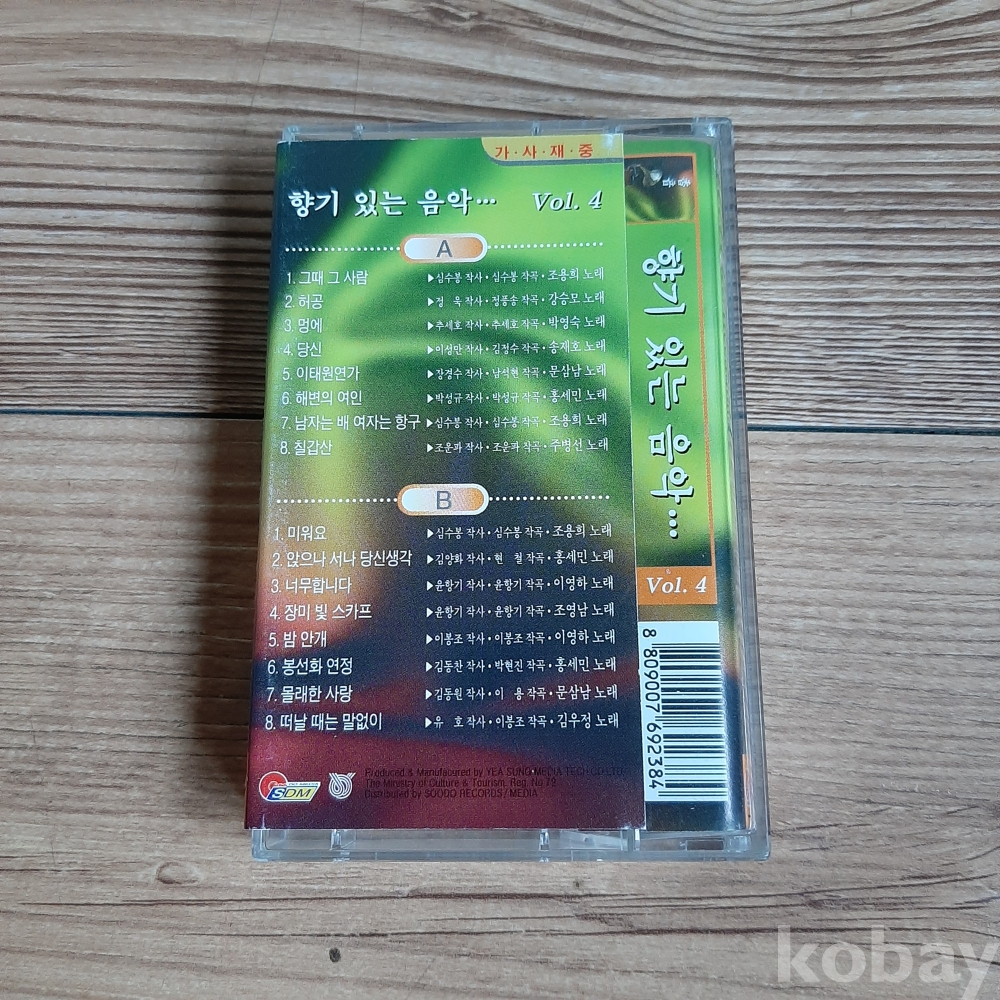 가·사·재·중
향기 있는 음악··· Vol. 4
A
1. 그때 그 사람 ▶심수봉 작사·심수봉 작곡·조용희 노래
2. 허공 ▶정 욱 작사·정풍송 작곡·강승모 노래
3. 멍에 ▶추세호 작사·추세호 작곡·박영숙 노래
4. 당신 ▶이성만 작사·김정수 작곡·송재호 노래
5. 이태원연가 ▶장경수 작사·남석현 작곡·문삼남 노래
6. 해변의 여인 ▶박성규 작사·박성규 작곡·홍세민 노래
7. 남자는 배 여자는 항구 ▶심수봉 작사·심수봉 작곡·조용희 노래
8. 칠갑산 ▶조운파 작사·조운파 작곡·주병선 노래
B
1. 미워요 ▶심수봉 작사·심수봉 작곡·조용희 노래
2. 앉으나 서나 당신생각 ▶김양화 작사·현 철 작곡·홍세민 노래
3. 너무합니다 ▶윤항기 작사·윤항기 작곡·이영하 노래
4. 장미 빛 스카프 ▶윤항기 작사·윤항기 작곡·조영남 노래
5. 밤 안개 ▶이봉조 작사·이봉조 작곡·이영하 노래
6. 봉선화 연정 ▶김동찬 작사·박현진 작곡·홍세민 노래
7. 몰래한 사랑 ▶김동원 작사·이 용 작곡·문삼남 노래
8. 떠날 때는 말없이 ▶유 호 작사·이봉조 작곡·김우정 노래
SDM
Produced & Manufactured by YEA SUNG MEDIA TECH CO.LTD
The Ministry of Culture & Tourism. Reg. No 79
Distributed by SOODO RECORDS/ MEDIA
향기 있는 음악···
Vol. 4
8 809007 692384
kobay